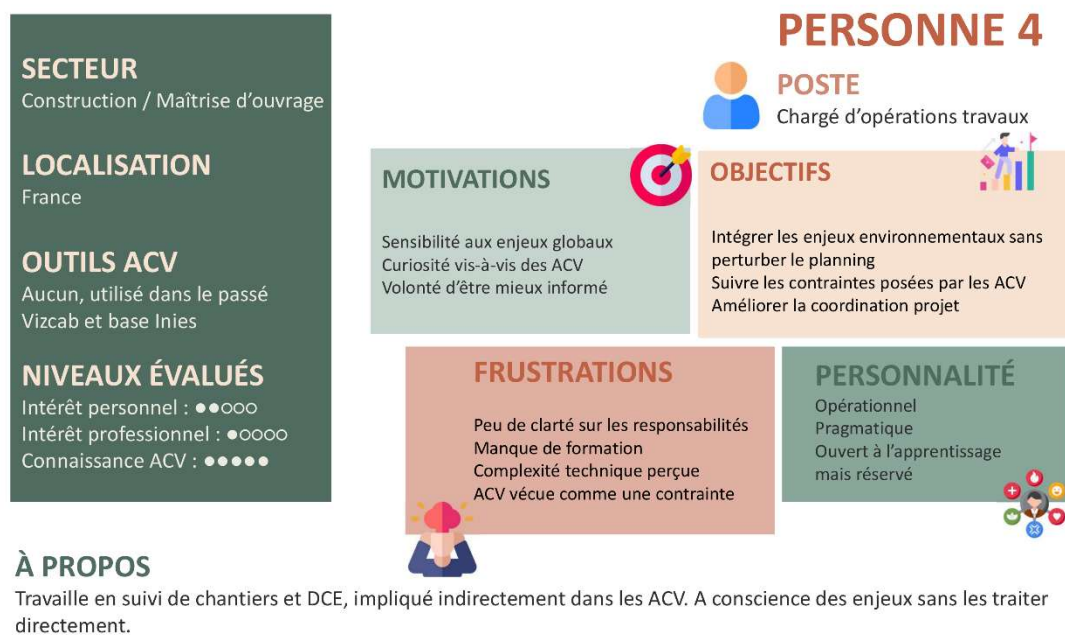 PERSONNE 4
SECTEUR
Construction / Maîtrise d'ouvrage
LOCALISATION
France
OUTILS ACV
Aucun, utilisé dans le passé
Vizcab et base Inies
NIVEAUX ÉVALUÉS
Intérêt personnel : ●●○○○
Intérêt professionnel : ●○○○○
Connaissance ACV : ●●●●●
POSTE
Chargé d'opérations travaux
MOTIVATIONS
Sensibilité aux enjeux globaux
Curiosité vis-à-vis des ACV
Volonté d'être mieux informé
OBJECTIFS
Intégrer les enjeux environnementaux sans
perturber le planning
Suivre les contraintes posées par les ACV
Améliorer la coordination projet
FRUSTRATIONS
Peu de clarté sur les responsabilités
Manque de formation
Complexité technique perçue
ACV vécue comme une contrainte
PERSONNALITÉ
Opérationnel
Pragmatique
Ouvert à l'apprentissage
mais réservé
À PROPOS
Travaille en suivi de chantiers et DCE, impliqué indirectement dans les ACV. A conscience des enjeux sans les traiter
directement.